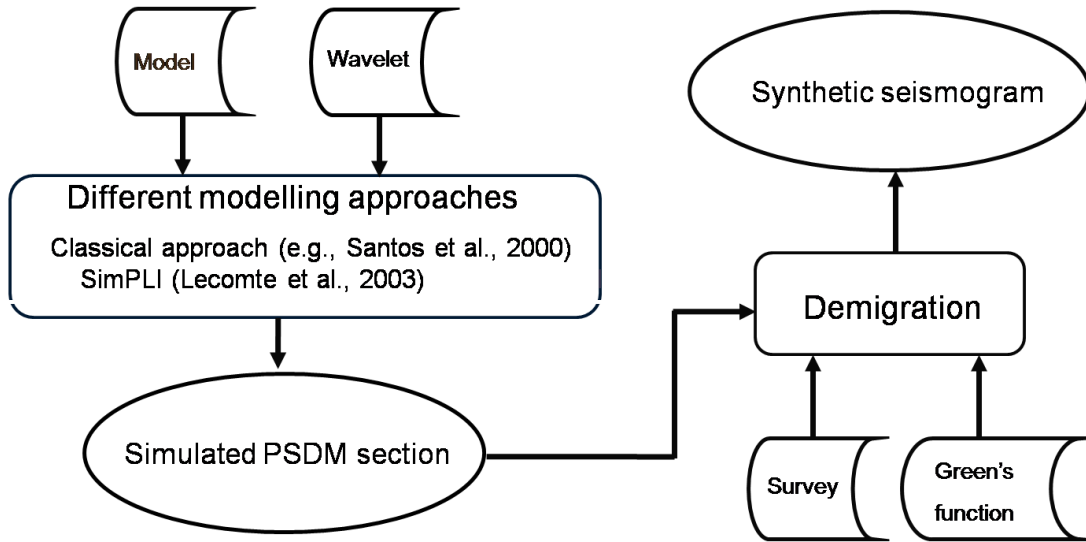 Model
Wavelet
Different modelling approaches
Classical approach (e.g., Santos et al., 2000)
SimPLI (Lecomte et al., 2003)
Simulated PSDM section
Synthetic seismogram
Demigration
Survey
Green's
function